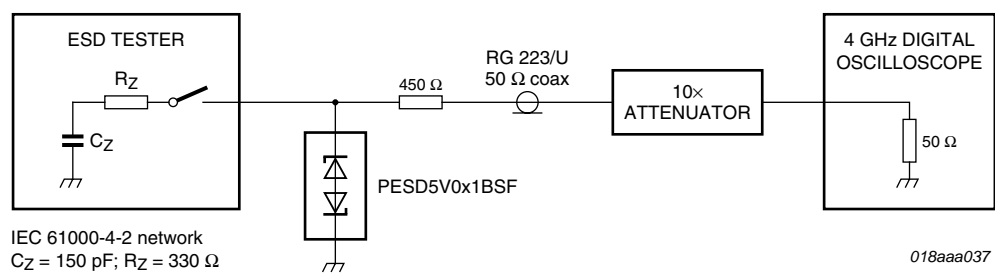 ESD TESTER
RZ
CZ
IEC 61000-4-2 network
CZ = 150 pF; RZ = 330 Ω
450 Ω
RG 223/U
50 Ω coax
PESD5V0x1BSF
10×
ATTENUATOR
4 GHz DIGITAL
OSCILLOSCOPE
50 Ω
018aaa037